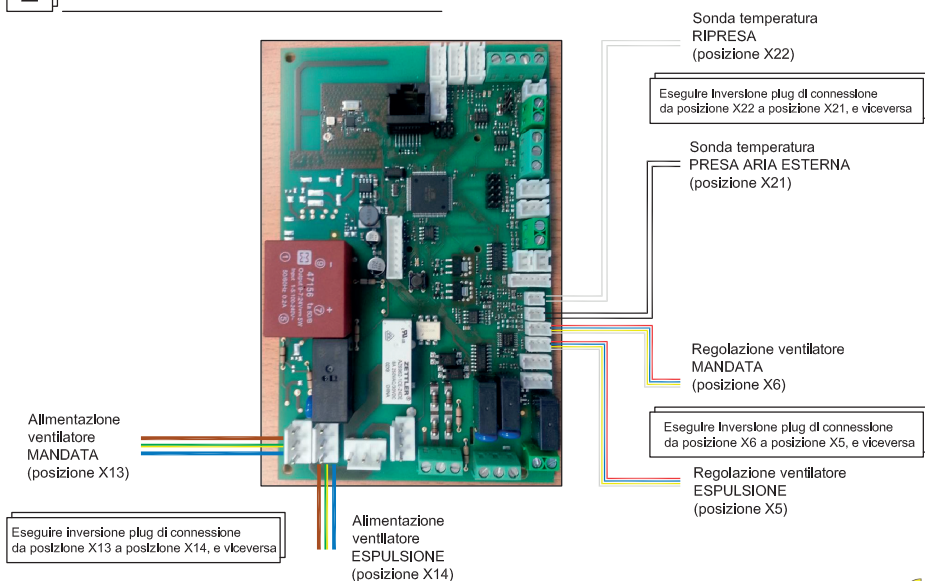 Sonda temperatura
RIPRESA
(posizione X22)
Eseguire Inversione plug di connessione
da posizione X22 a posizione X21, e viceversa
Sonda temperatura
PRESA ARIA ESTERNA
(posizione X21)
Regolazione ventilatore
MANDATA
(posizione X6)
Eseguire Inversione plug di connessione
da posizione X6 a posizione X5, e viceversa
Regolazione ventilatore
ESPULSIONE
(posizione X5)
Alimentazione
ventilatore
MANDATA
(posizione X13)
Eseguire inversione plug di connessione
da posizione X13 a posizione X14, e viceversa
Alimentazione
ventilatore
ESPULSIONE
(posizione X14)
47156
ZETTLER